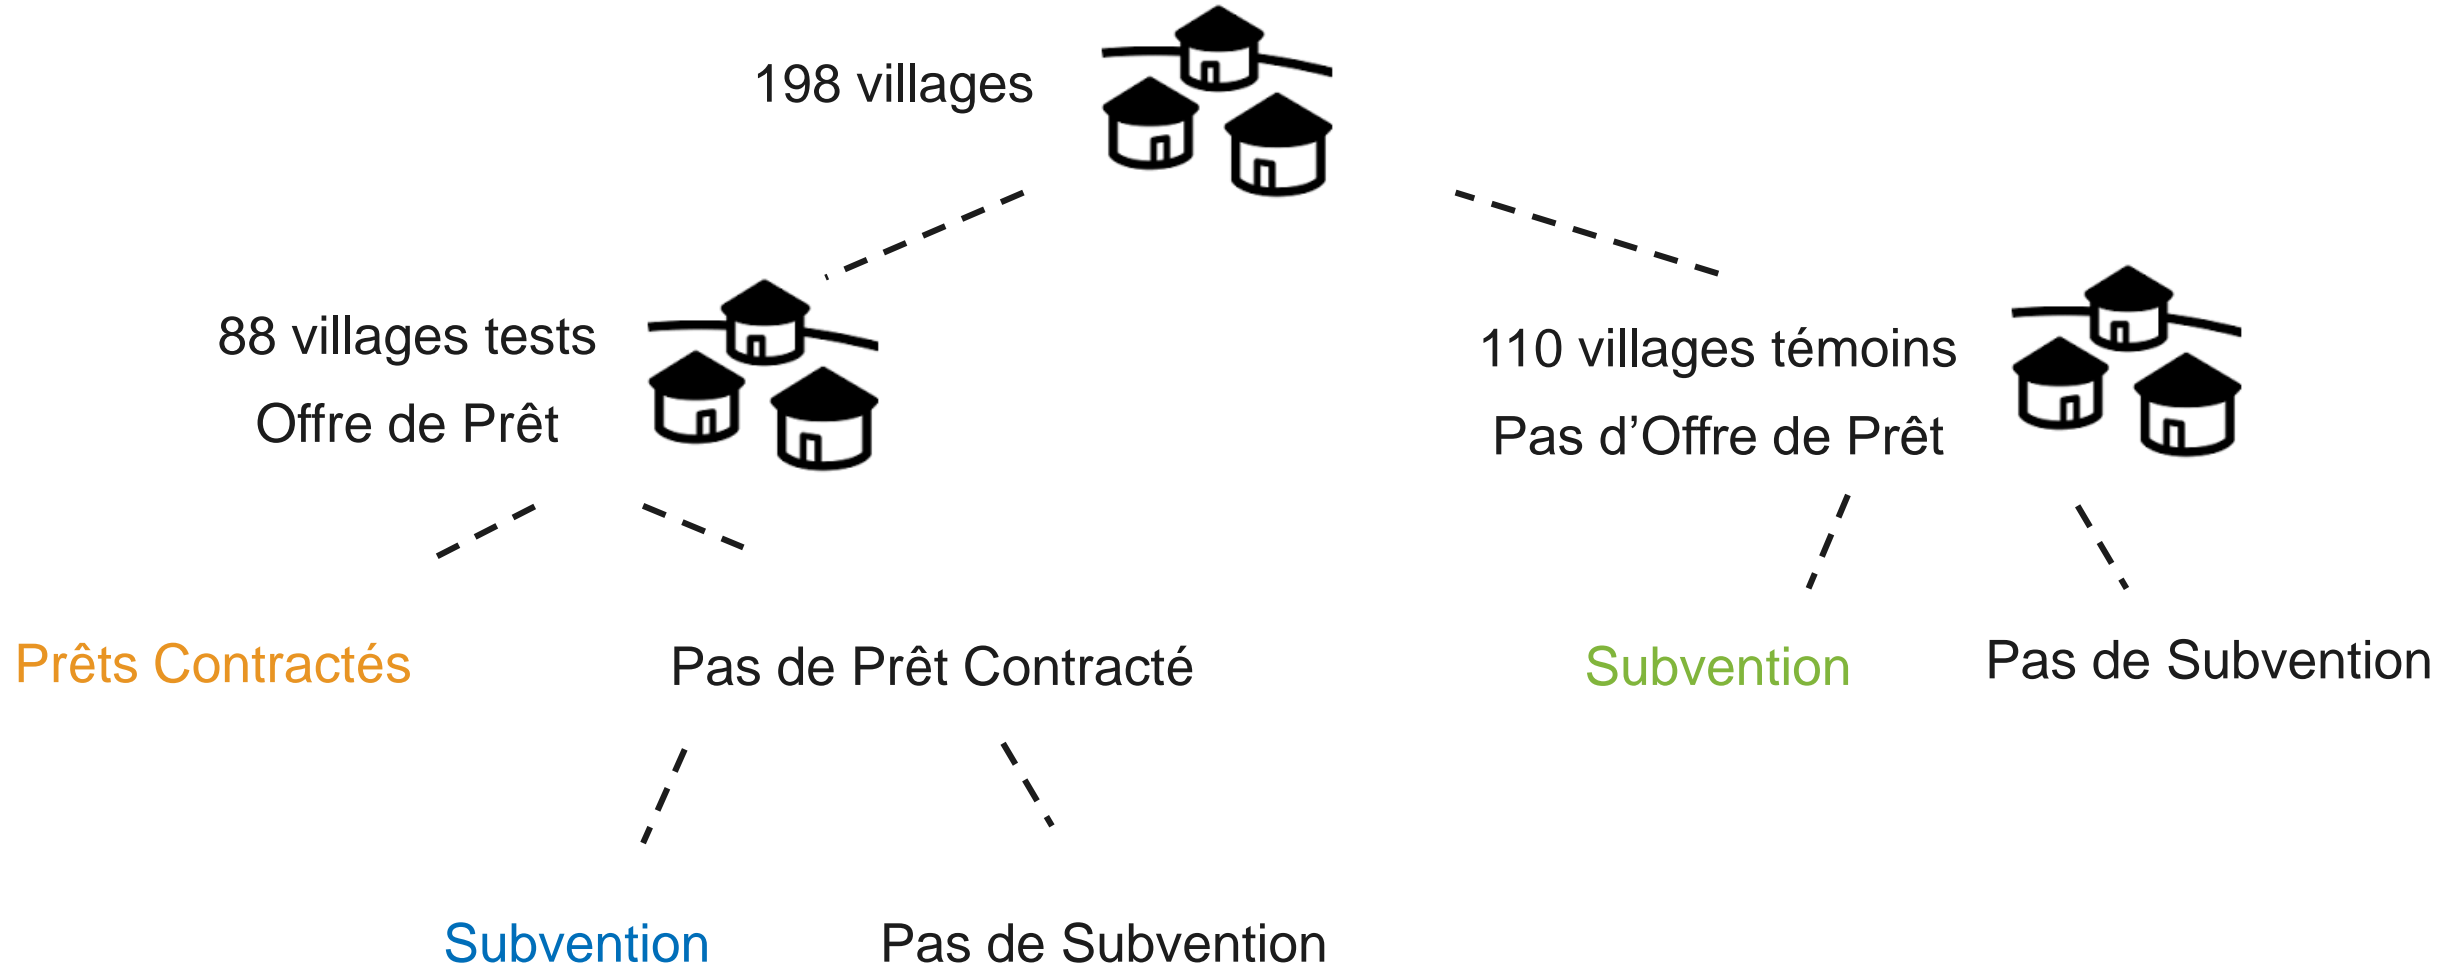 198 villages
88 villages tests
Offre de Prêt
110 villages témoins
Pas d’Offre de Prêt
Prêts Contractés
Pas de Prêt Contracté
Subvention
Pas de Subvention
Subvention
Pas de Subvention